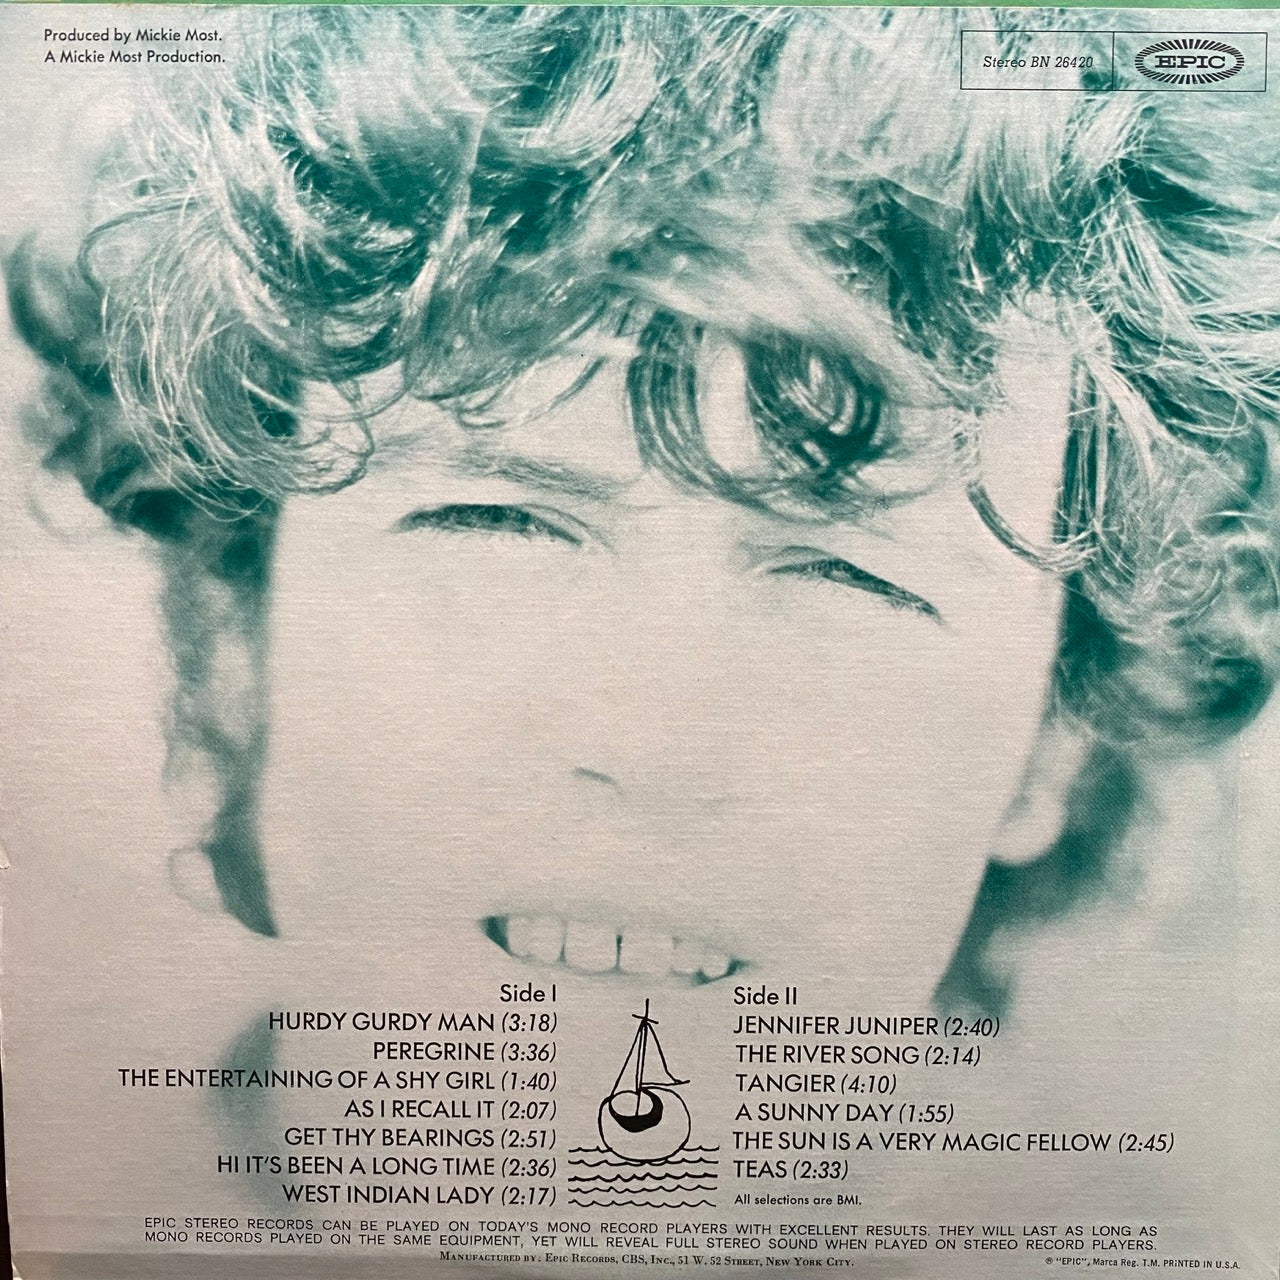 Produced by Mickie Most.
A Mickie Most Production.
Stereo BN 26420
EPIC
Side I
HURDY GURDY MAN (3:18)
PEREGRINE (3:36)
THE ENTERTAINING OF A SHY GIRL (1:40)
AS I RECALL IT (2:07)
GET THY BEARINGS (2:51)
HI IT'S BEEN A LONG TIME (2:36)
WEST INDIAN LADY (2:17)
Side II
JENNIFER JUNIPER (2:40)
THE RIVER SONG (2:14)
TANGIER (4:10)
A SUNNY DAY (1:55)
THE SUN IS A VERY MAGIC FELLOW (2:45)
TEAS (2:33)
All selections are BMI.
EPIC STEREO RECORDS CAN BE PLAYED ON TODAY'S MONO RECORD PLAYERS WITH EXCELLENT RESULTS. THEY WILL LAST AS LONG AS
MONO RECORDS PLAYED ON THE SAME EQUIPMENT, YET WILL REVEAL FULL STEREO SOUND WHEN PLAYED ON STEREO RECORD PLAYERS.
Manufactured by: Epic Records, CBS, Inc., 51 W. 52 Street, New York City.
® "EPIC", Marca Reg. T.M. PRINTED IN U.S.A.